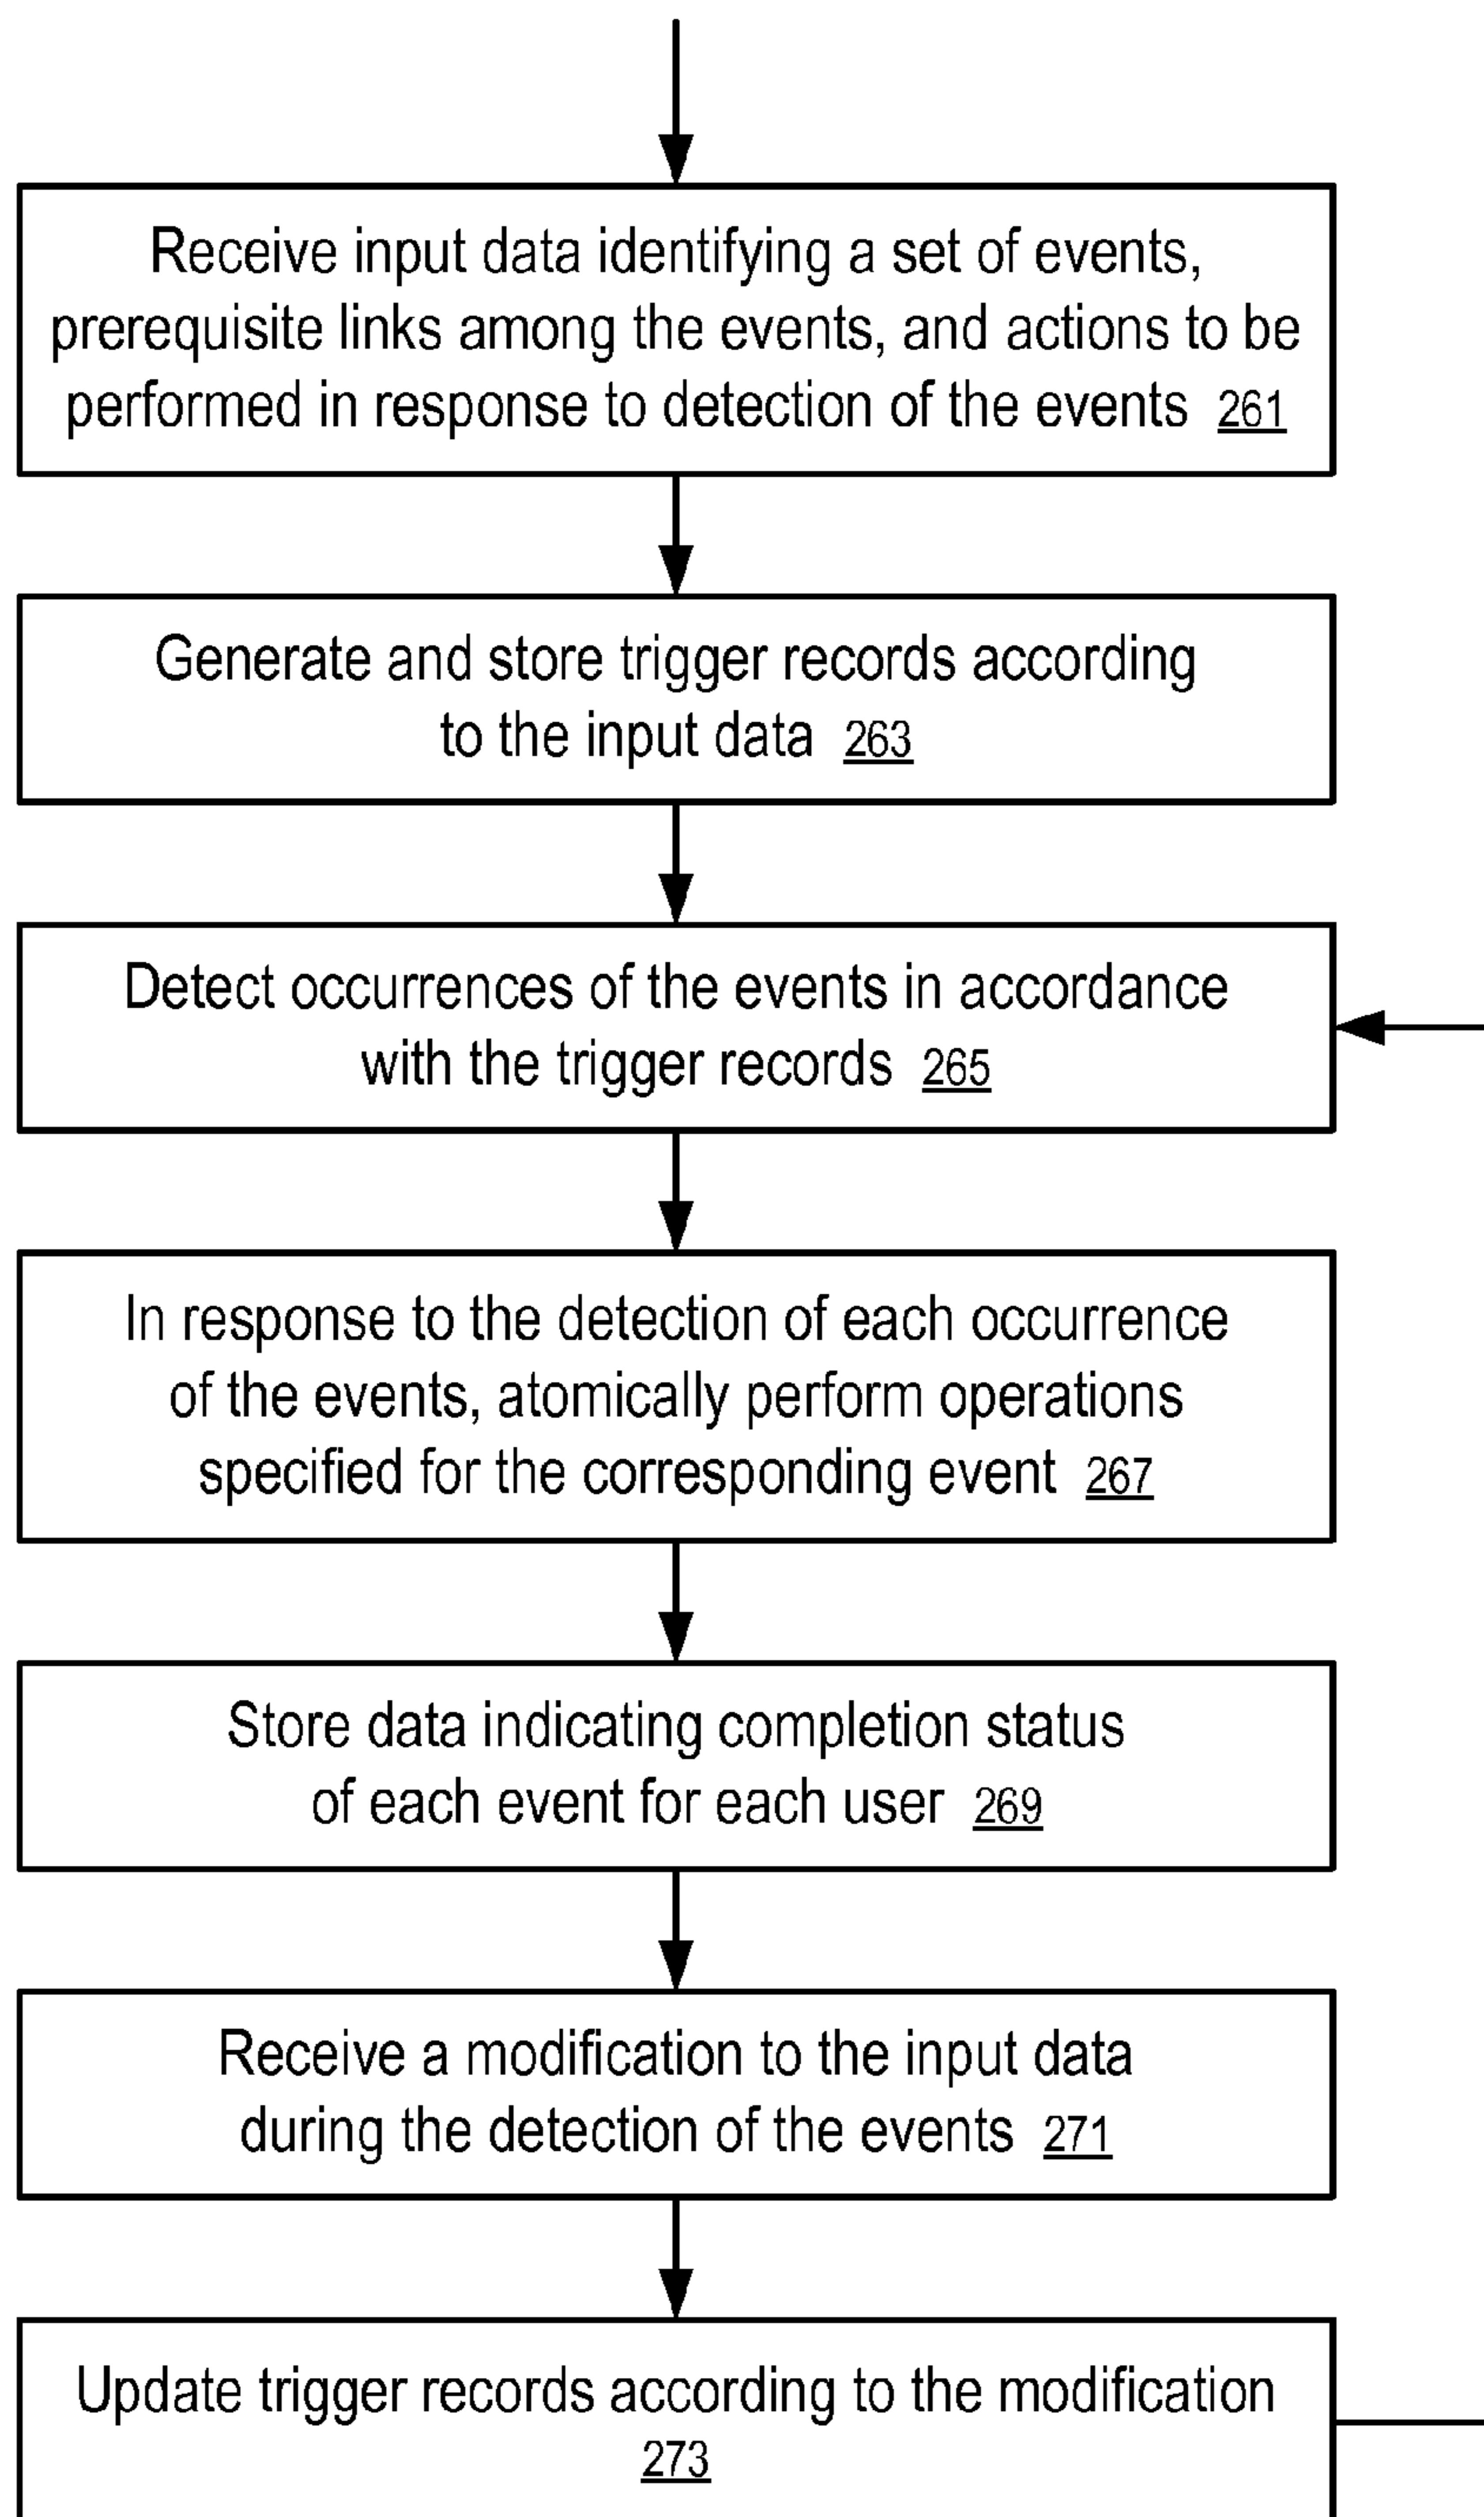 Receive input data identifying a set of events,
prerequisite links among the events, and actions to be
performed in response to detection of the events 261
Generate and store trigger records according
to the input data 263
Detect occurrences of the events in accordance
with the trigger records 265
In response to the detection of each occurrence
of the events, atomically perform operations
specified for the corresponding event 267
Store data indicating completion status
of each event for each user 269
Receive a modification to the input data
during the detection of the events 271
Update trigger records according to the modification
273